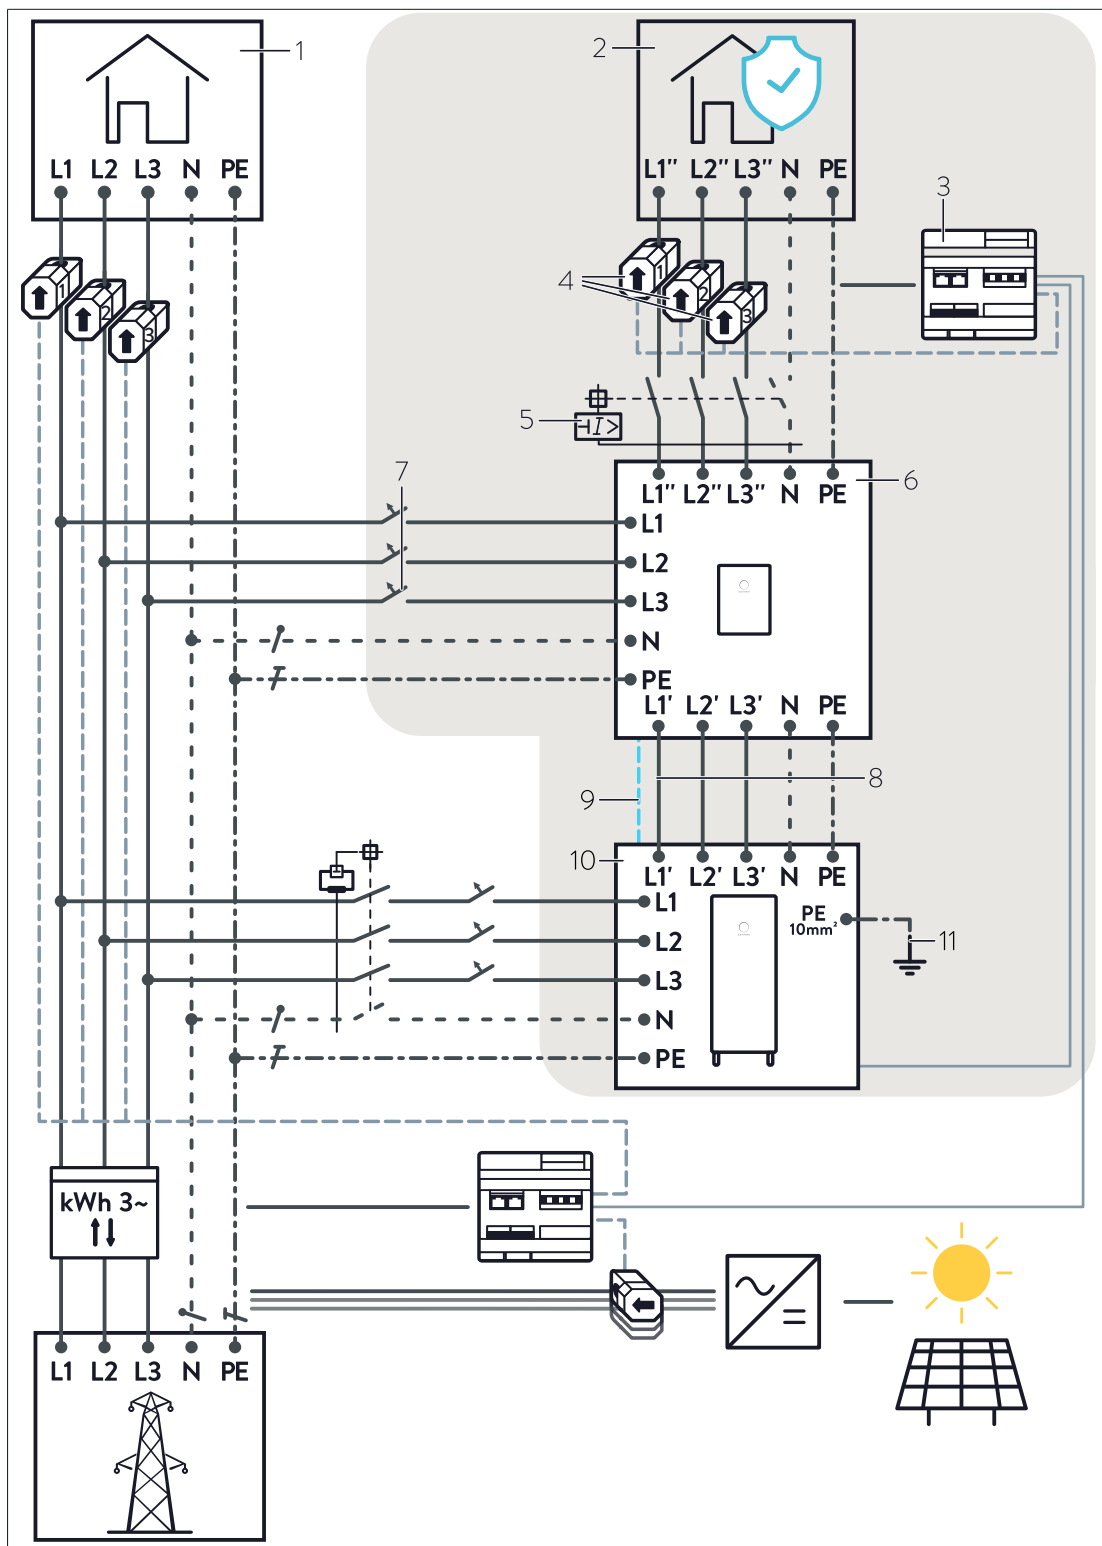 1
2
L1 L2 L3 N PE
L1" L2" L3" N PE
3
1
2
3
4
1
2
3
5
I >
7
6
L1" L2" L3" N PE
L1
L2
L3
N
PE
L1' L2' L3' N PE
8
9
10
L1' L2' L3' N PE
L1
L2
L3
N
PE
PE
10mm²
11
kWh 3~
L1 L2 L3 N PE